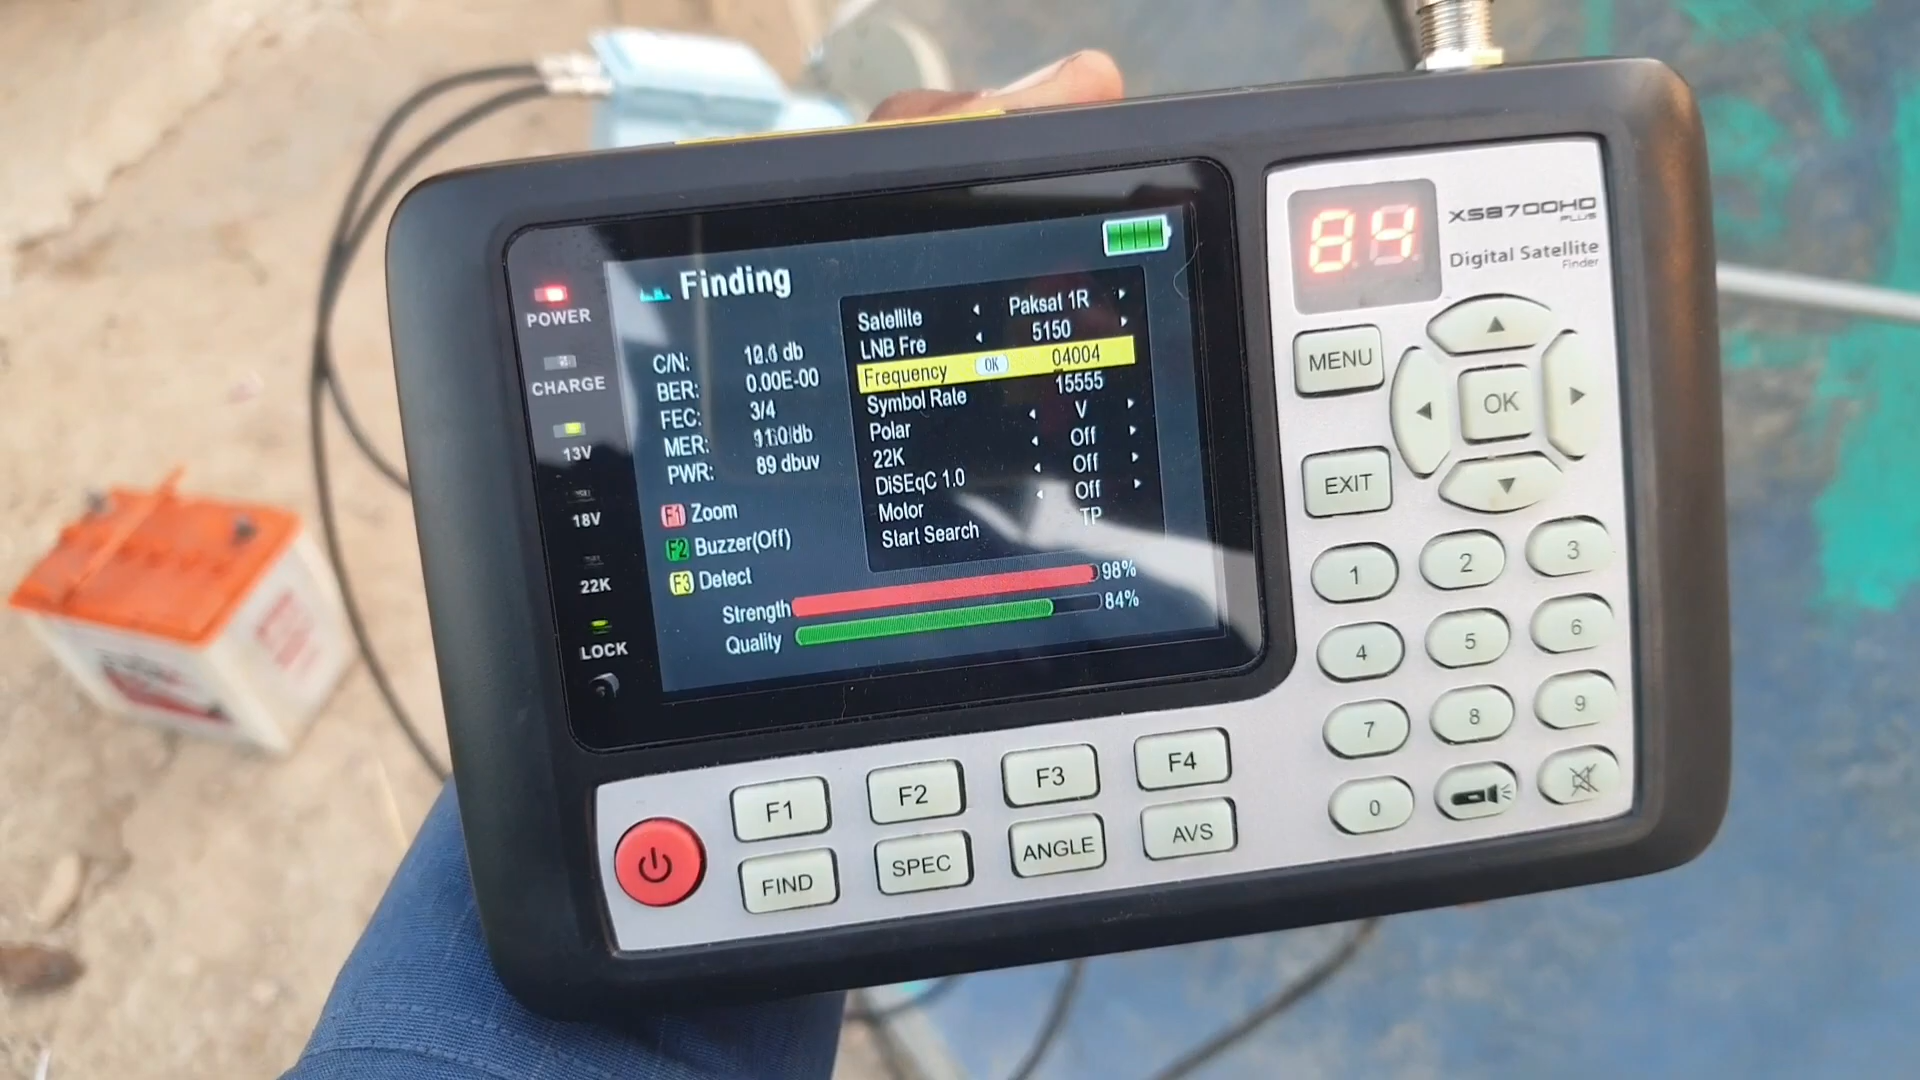 XS8700HD
PLUS
Digital Satellite
Finder
84
Finding
POWER
CHARGE
13V
18V
22K
LOCK
C/N: db
BER: 0.00E-00
FEC: 3/4
MER: db
PWR: 89 dbuv
F1 Zoom
F2 Buzzer(Off)
F3 Detect
Satellite Paksat 1R
LNB Fre 5150
Frequency OK 04004
Symbol Rate 15555
Polar V
22K Off
DiSEqC 1.0 Off
Motor Off
Start Search TP
Strength 98%
Quality 84%
MENU
OK
EXIT
1 2 3
4 5 6
7 8 9
0
F1 F2 F3 F4
FIND SPEC ANGLE AVS